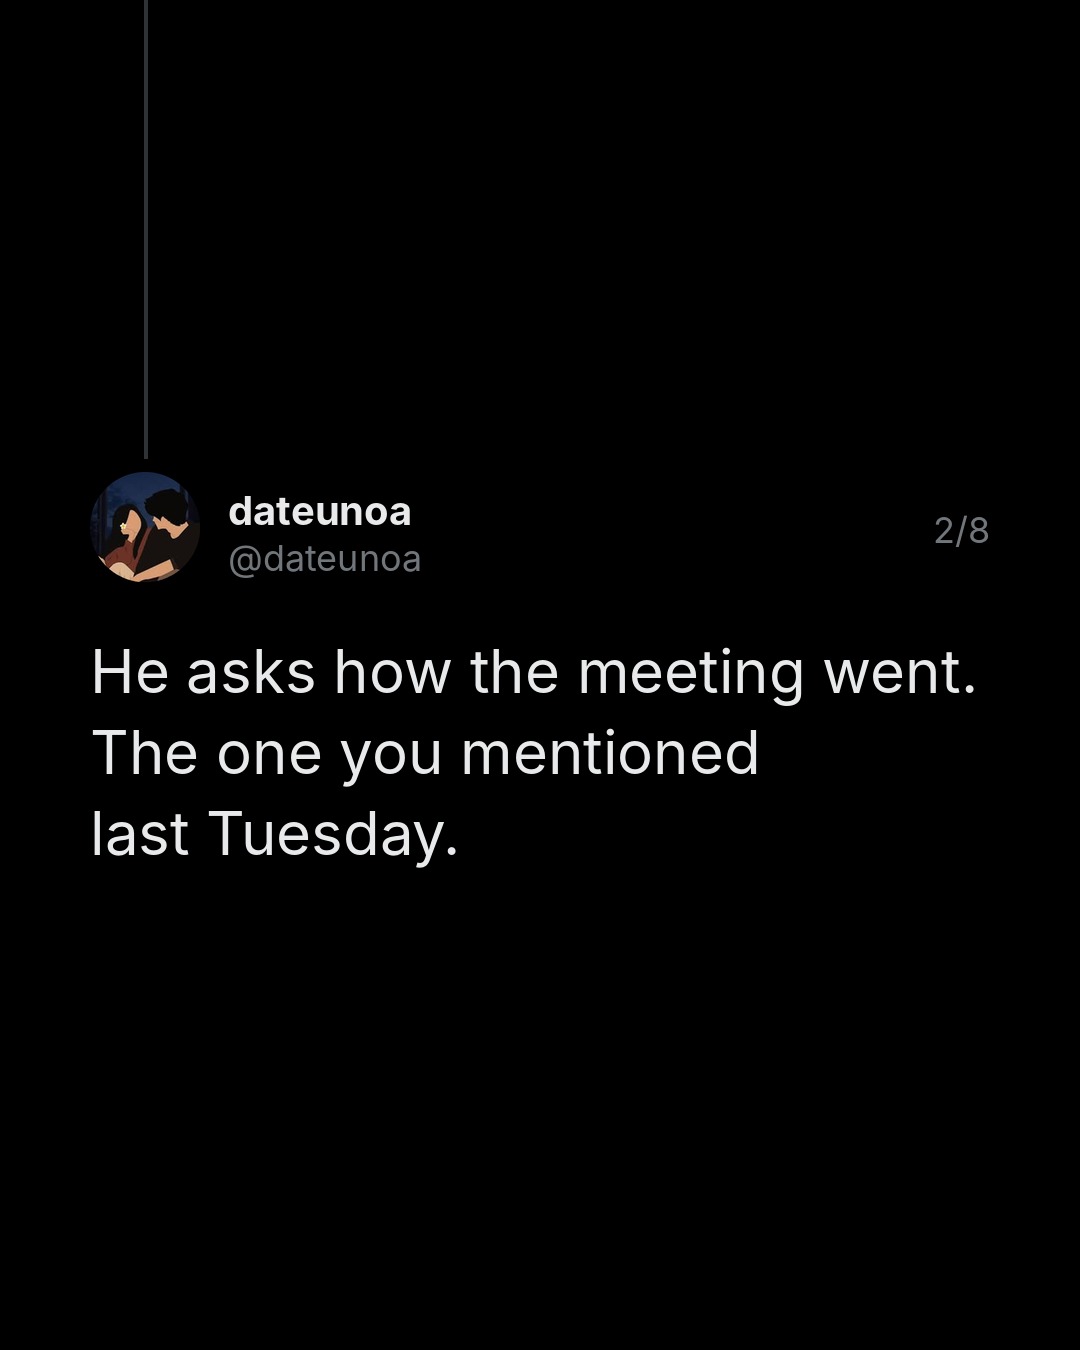 dateunoa
@dateunoa
2/8
He asks how the meeting went.
The one you mentioned
last Tuesday.